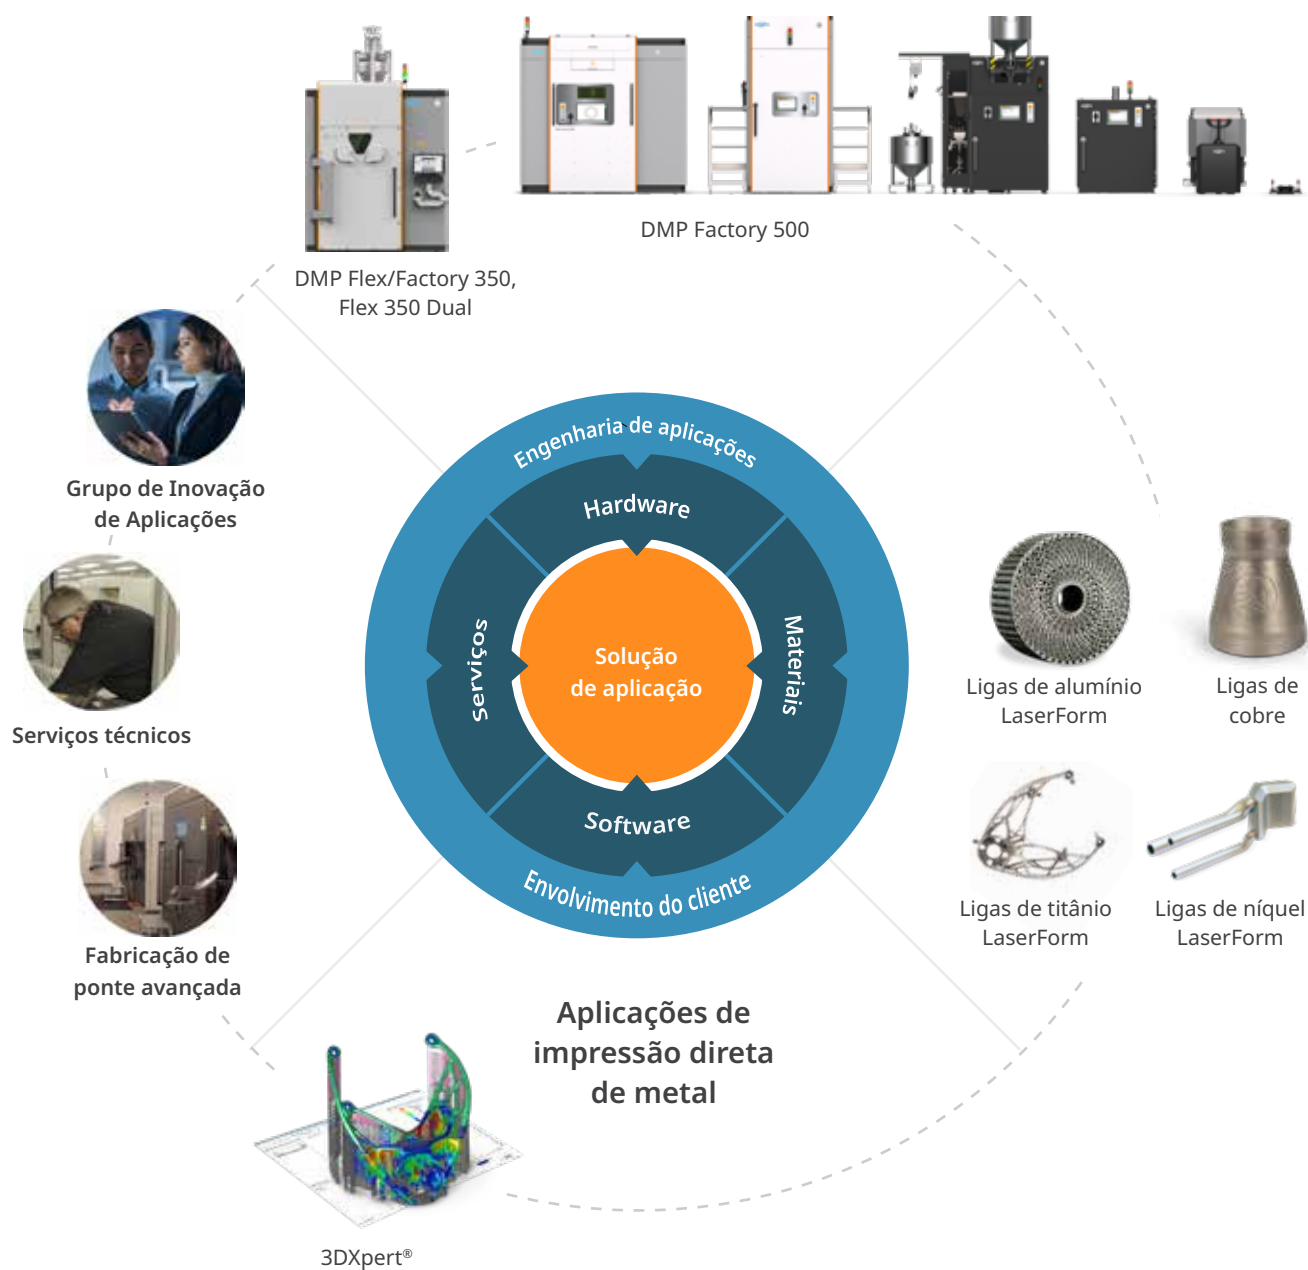 DMP Factory 500
DMP Flex/Factory 350,
Flex 350 Dual
Grupo de Inovação
de Aplicações
Serviços técnicos
Fabricação de
ponte avançada
Engenharia de aplicações
Hardware
Serviços
Solução
de aplicação
Materiais
Software
Envolvimento do cliente
Ligas de alumínio
LaserForm
Ligas de
cobre
Ligas de titânio
LaserForm
Ligas de níquel
LaserForm
Aplicações de
impressão direta
de metal
3DXpert®